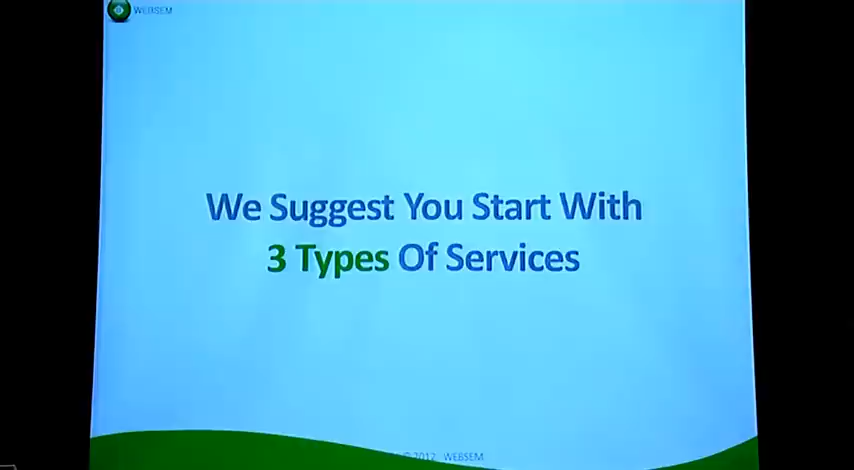 WEBSEM
We Suggest You Start With
3 Types Of Services
© 2012 WEBSEM